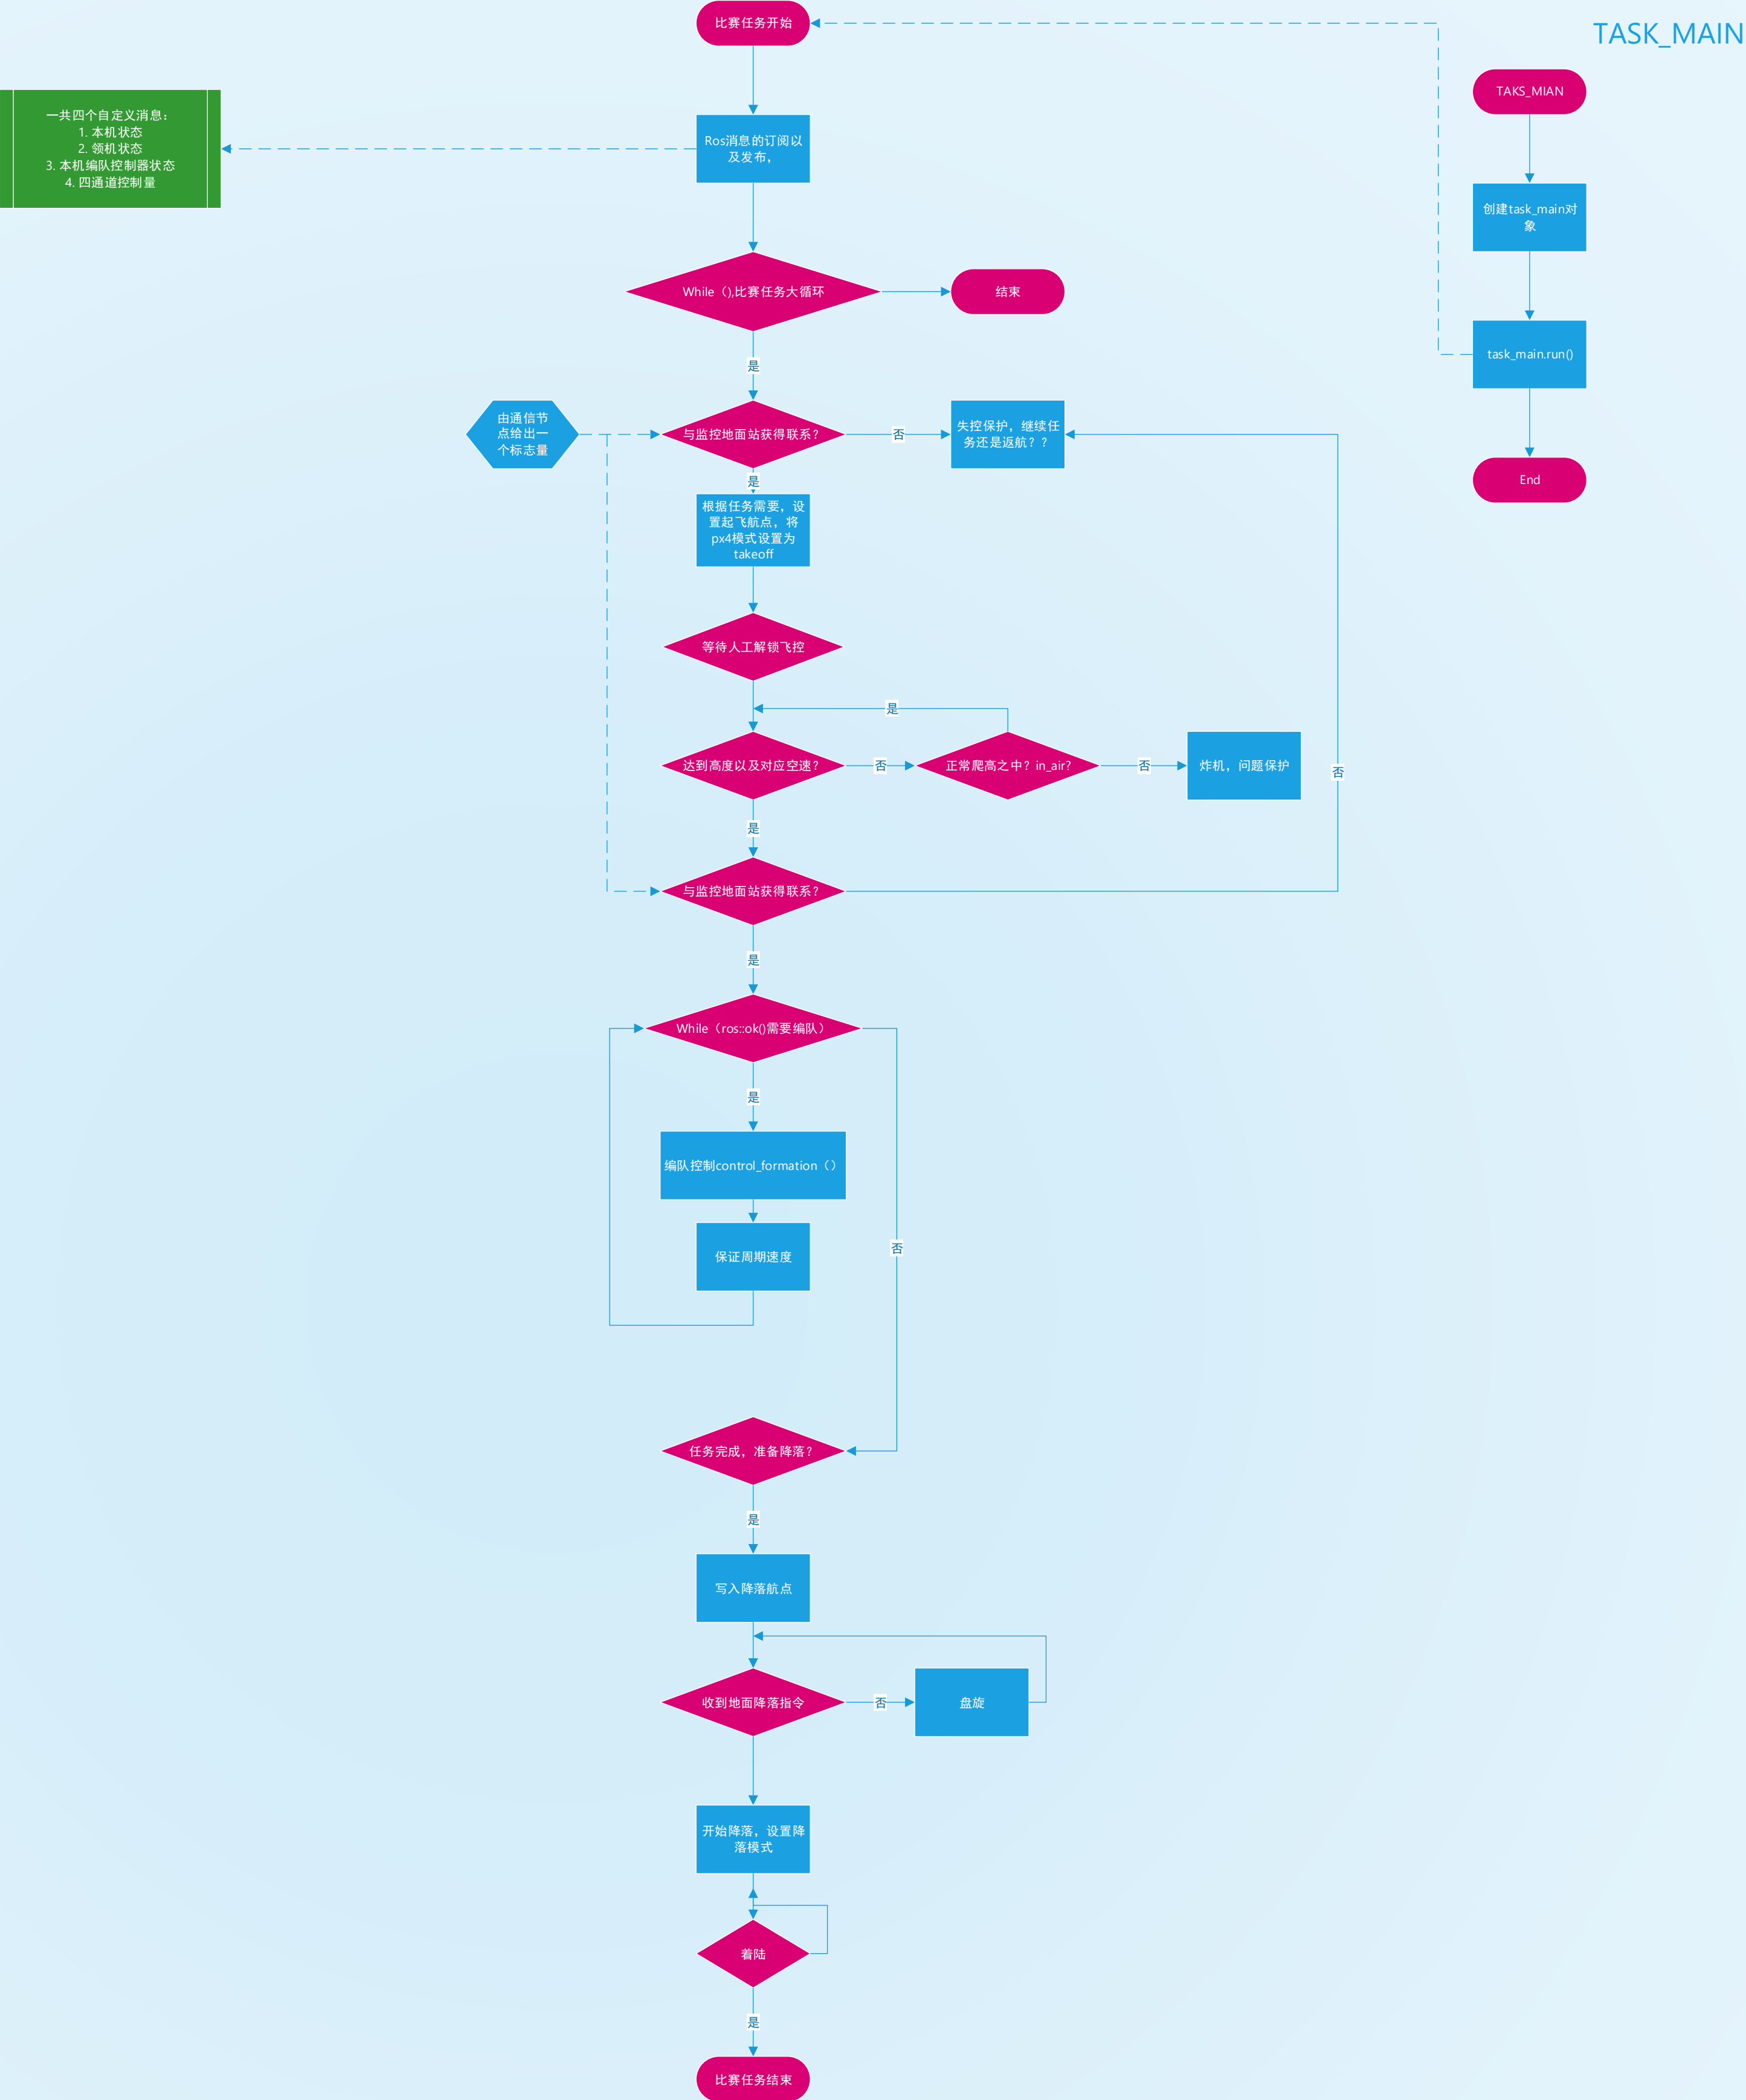 比赛任务开始
TASK_MAIN
TAKS_MIAN
一共四个自定义消息：
1. 本机状态
2. 领机状态
3. 本机编队控制器状态
4. 四通道控制量
Ros消息的订阅以
及发布，
创建task_main对
象
While（),比赛任务大循环
结束
task_main.run()
是
由通信节
点给出一
个标志量
与监控地面站获得联系？
否
失控保护，继续任
务还是返航？？
End
是
根据任务需要，设
置起飞航点，将
px4模式设置为
takeoff
等待人工解锁飞控
是
达到高度以及对应空速？
否
正常爬高之中？in_air?
否
炸机，问题保护
否
是
与监控地面站获得联系？
是
While（ros::ok()需要编队）
是
编队控制control_formation（）
保证周期速度
否
任务完成，准备降落？
是
写入降落航点
收到地面降落指令
否
盘旋
开始降落，设置降
落模式
着陆
是
比赛任务结束